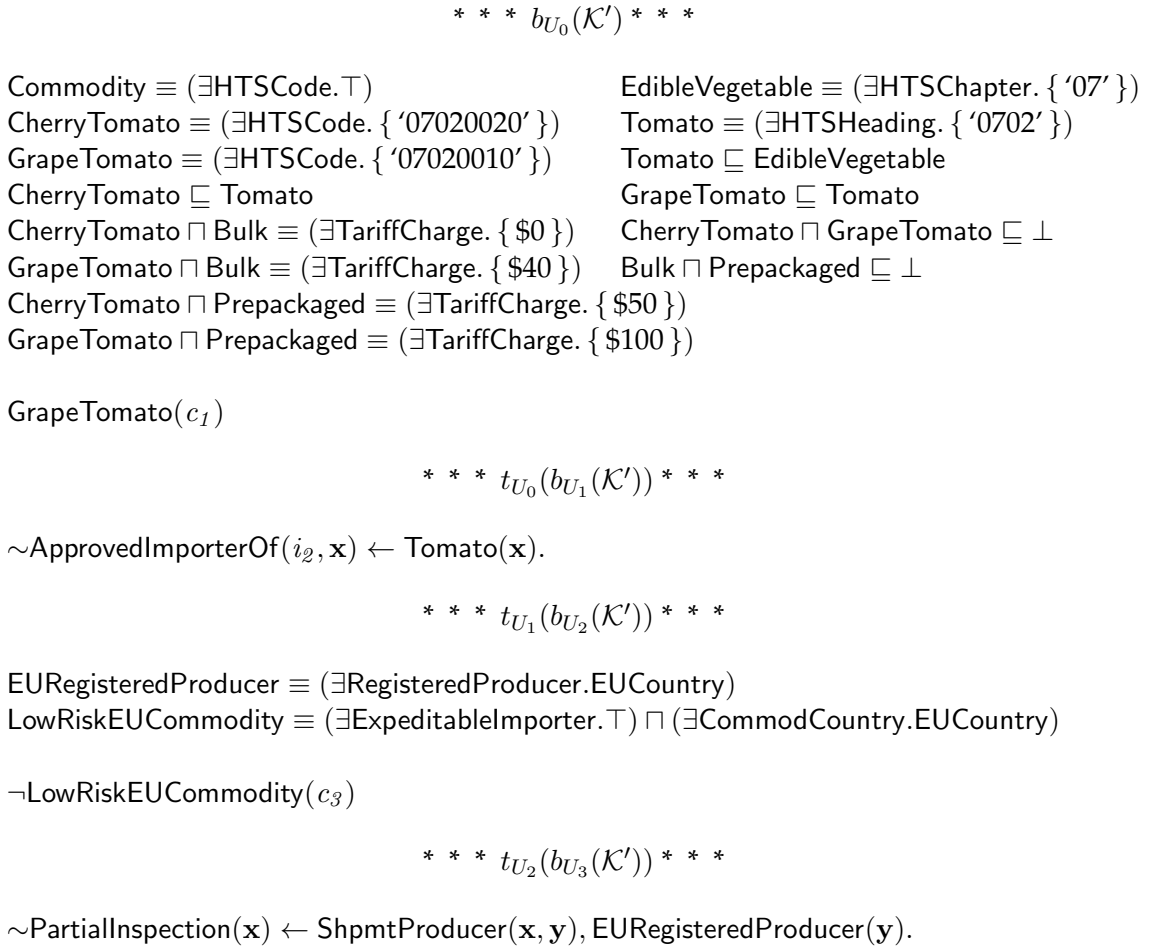 * * * b_{U_0}(𝒦′) * * *
Commodity ≡ (∃HTSCode.⊤) EdibleVegetable ≡ (∃HTSChapter. { ‘07’ })
CherryTomato ≡ (∃HTSCode. { ‘07020020’ }) Tomato ≡ (∃HTSHeading. { ‘0702’ })
GrapeTomato ≡ (∃HTSCode. { ‘07020010’ }) Tomato ⊑ EdibleVegetable
CherryTomato ⊑ Tomato GrapeTomato ⊑ Tomato
CherryTomato ⊓ Bulk ≡ (∃TariffCharge. { $0 }) CherryTomato ⊓ GrapeTomato ⊑ ⊥
GrapeTomato ⊓ Bulk ≡ (∃TariffCharge. { $40 }) Bulk ⊓ Prepackaged ⊑ ⊥
CherryTomato ⊓ Prepackaged ≡ (∃TariffCharge. { $50 })
GrapeTomato ⊓ Prepackaged ≡ (∃TariffCharge. { $100 })
GrapeTomato(c₁)
* * * t_{U_0}(b_{U_1}(𝒦′)) * * *
∼ApprovedImporterOf(i₂, x) ← Tomato(x).
* * * t_{U_1}(b_{U_2}(𝒦′)) * * *
EURegisteredProducer ≡ (∃RegisteredProducer.EUCountry)
LowRiskEUCommodity ≡ (∃ExpeditableImporter.⊤) ⊓ (∃CommodCountry.EUCountry)
¬LowRiskEUCommodity(c₃)
* * * t_{U_2}(b_{U_3}(𝒦′)) * * *
∼PartialInspection(x) ← ShpmtProducer(x, y), EURegisteredProducer(y).